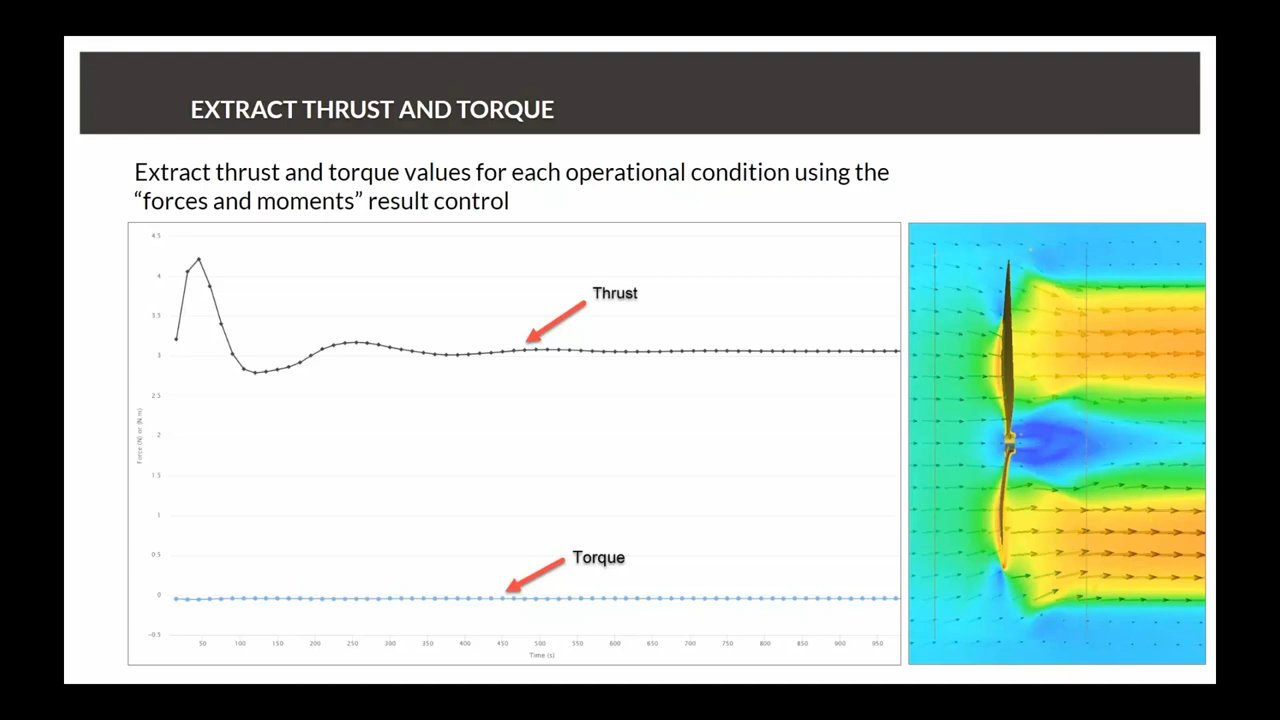 EXTRACT THRUST AND TORQUE
Extract thrust and torque values for each operational condition using the
“forces and moments” result control
4.5
4
3.5
3
2.5
2
1.5
1
0.5
0
−0.5
Force (N) or (N m)
Thrust
Torque
50 100 150 200 250 300 350 400 450 500 550 600 650 700 750 800 850 900 950
Time (s)